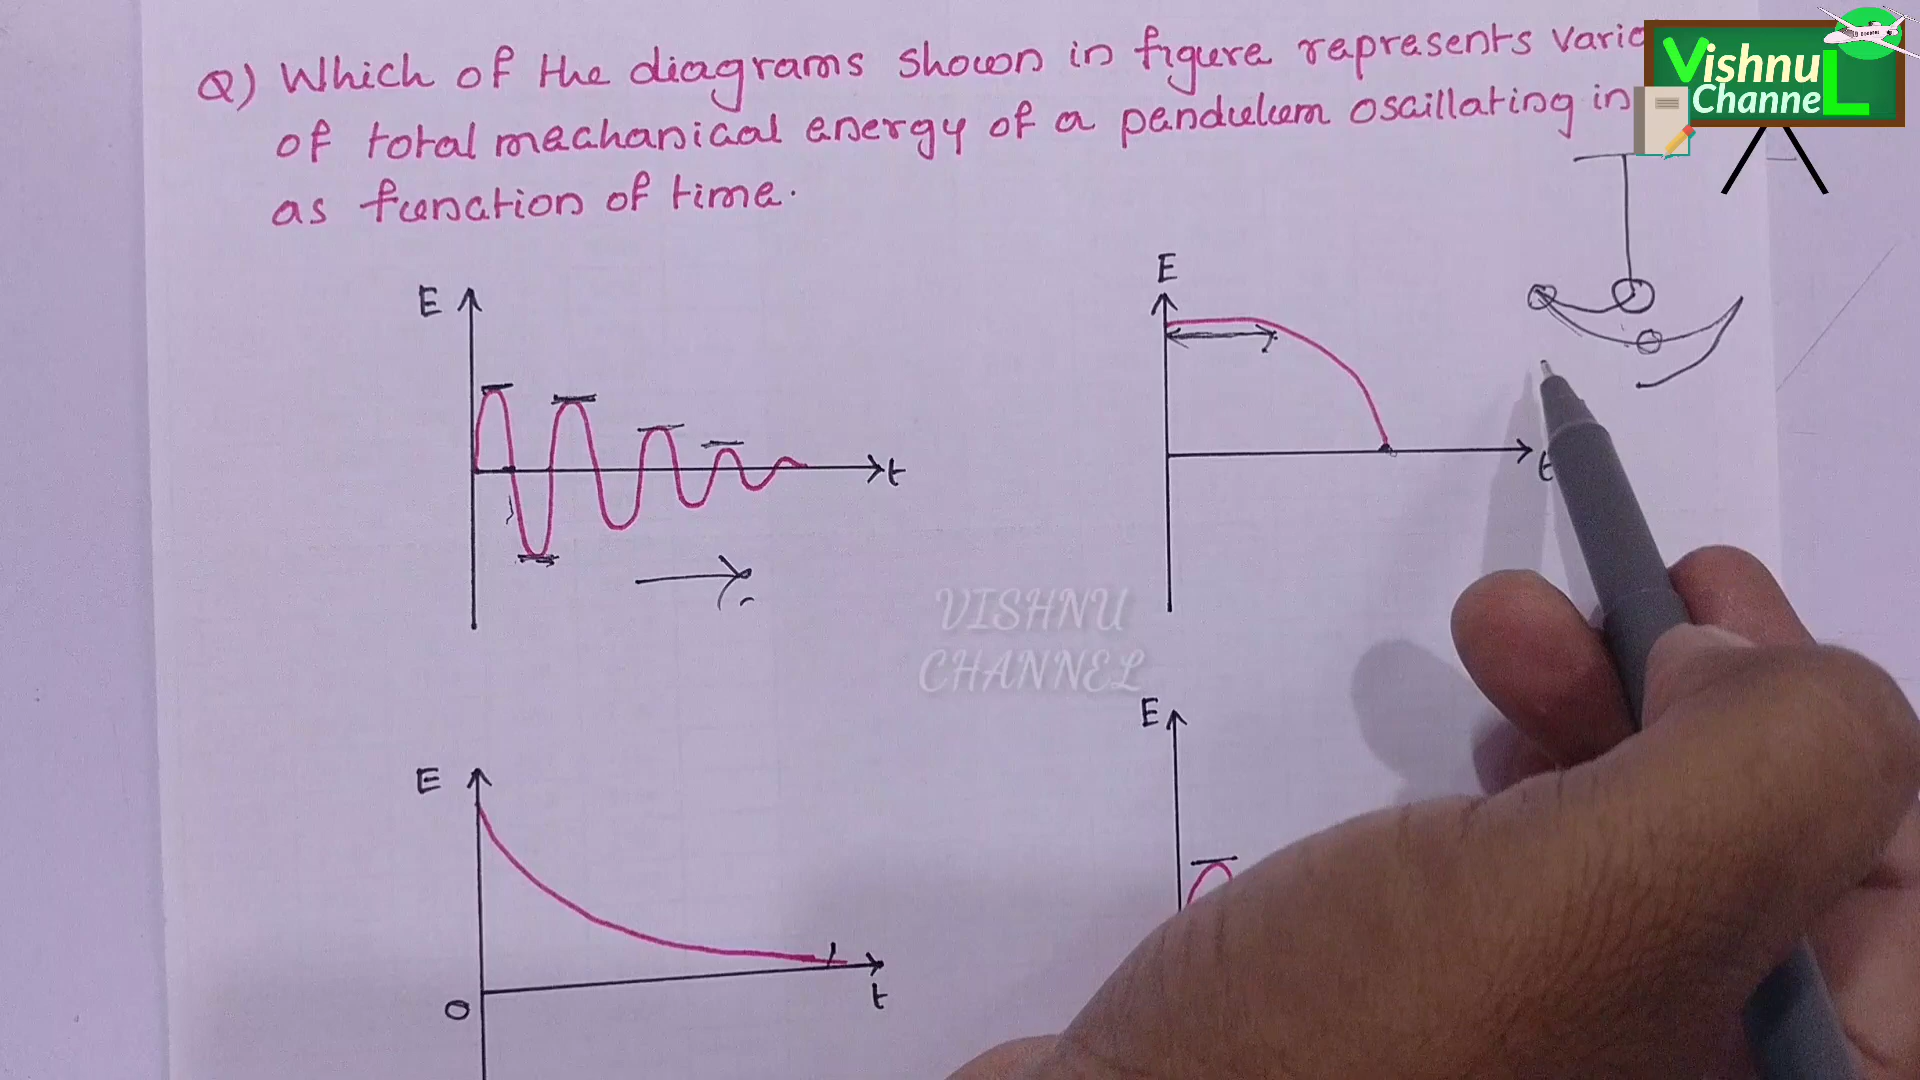 Q) Which of the diagrams shown in figure represents
of total mechanical energy of a pendulum oscillating in
as function of time.
Vishnu
ChanneL
E
E
t
t
VISHNU
CHANNEL
E
E
t
O